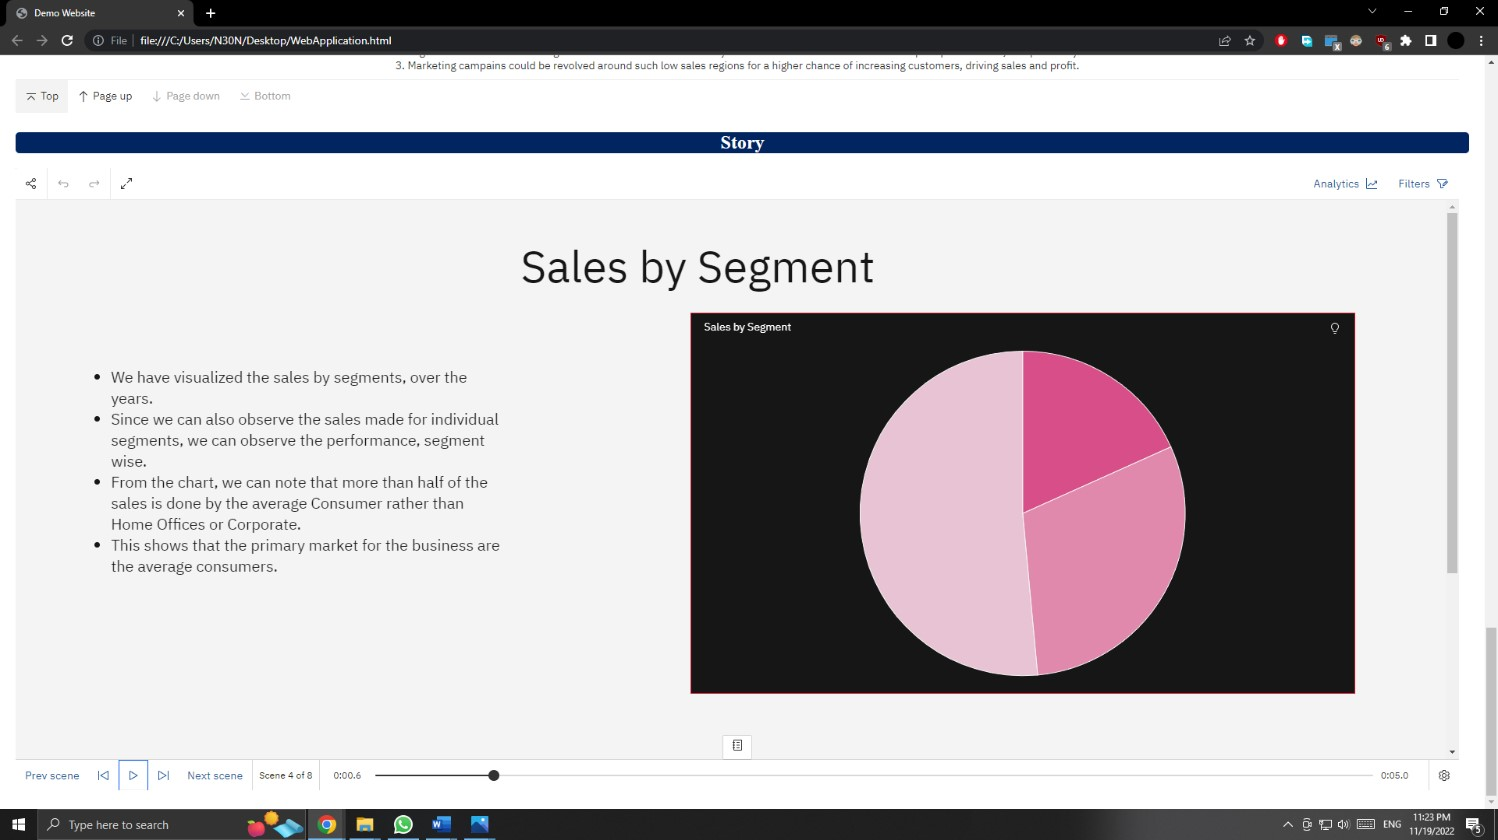 Demo Website
File
file:///C:/Users/N30N/Desktop/WebApplication.html
3. Marketing campains could be revolved around such low sales regions for a higher chance of increasing customers, driving sales and profit.
Top Page up Page down Bottom
Story
Analytics Filters
Sales by Segment
Sales by Segment
• We have visualized the sales by segments, over the
years.
• Since we can also observe the sales made for individual
segments, we can observe the performance, segment
wise.
• From the chart, we can note that more than half of the
sales is done by the average Consumer rather than
Home Offices or Corporate.
• This shows that the primary market for the business are
the average consumers.
Prev scene Next scene Scene 4 of 8 0:00.6 0:05.0
Type here to search
ENG
11:23 PM
11/19/2022
5